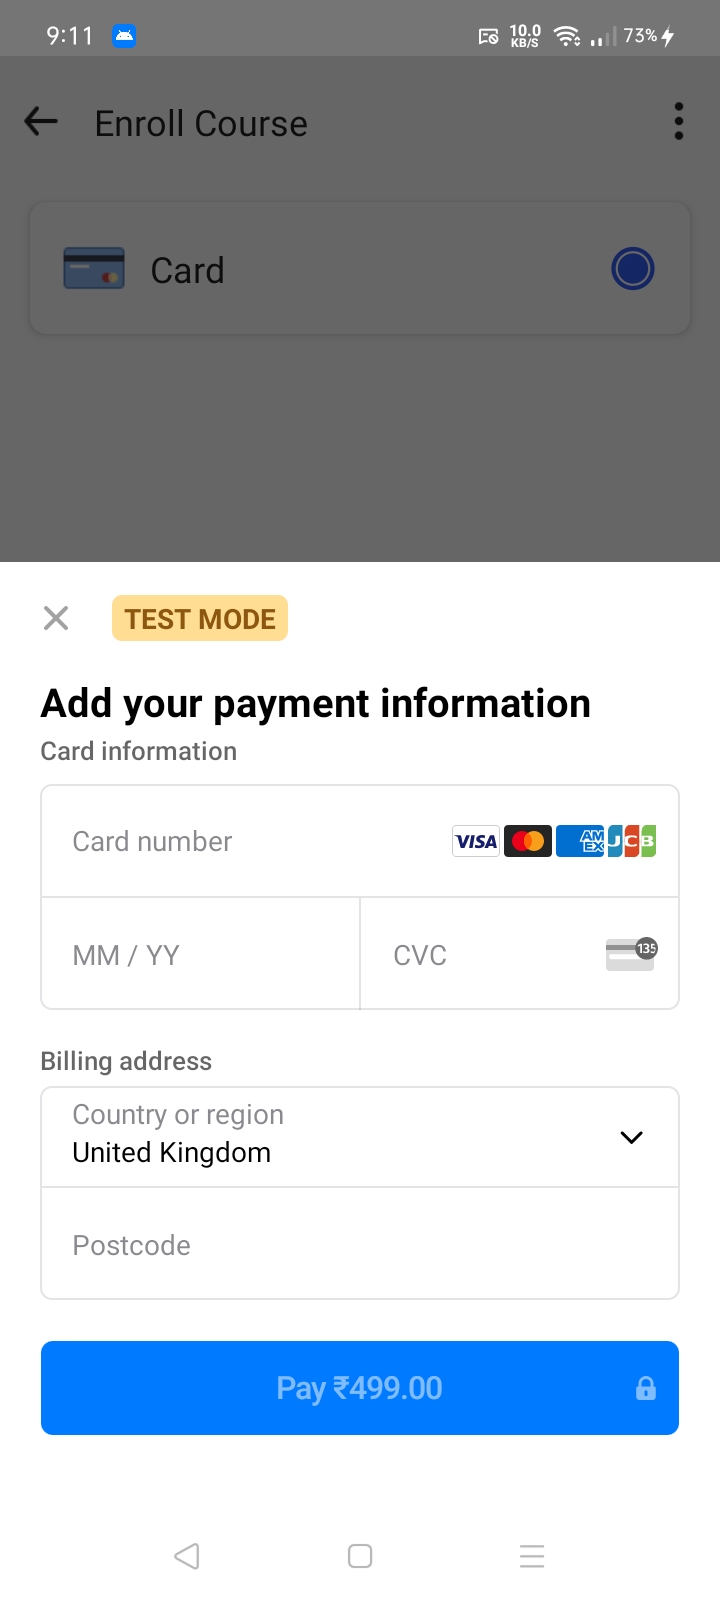 9:11
10.0
KB/S
73%
Enroll Course
Card
TEST MODE
Add your payment information
Card information
Card number
VISA
AM
EX
JCB
MM / YY
CVC
135
Billing address
Country or region
United Kingdom
Postcode
Pay ₹499.00